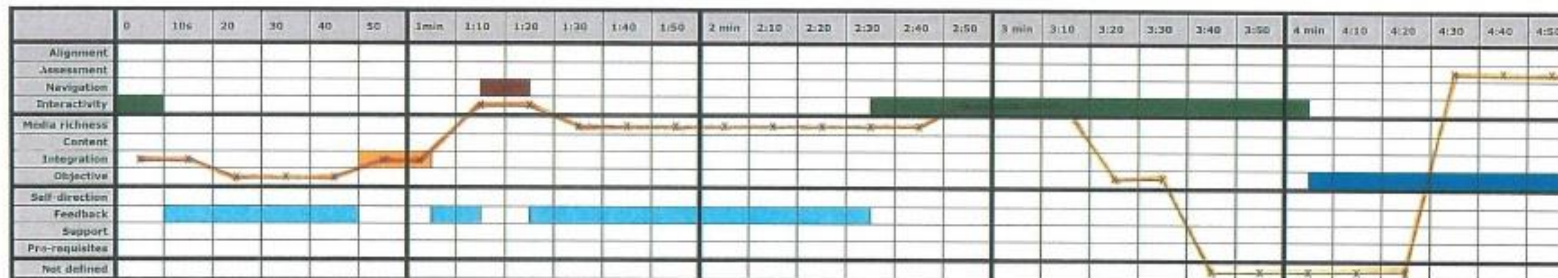 0 10s 20 30 40 50 1min 1:10 1:20 1:30 1:40 1:50 2 min 2:10 2:20 2:30 2:40 2:50 3 min 3:10 3:20 3:30 3:40 3:50 4 min 4:10 4:20 4:30 4:40 4:50
Alignment
Assessment
Navigation
Interactivity
Media richness
Content
Integration
Objective
Self-direction
Feedback
Support
Pre-requisites
Not defined